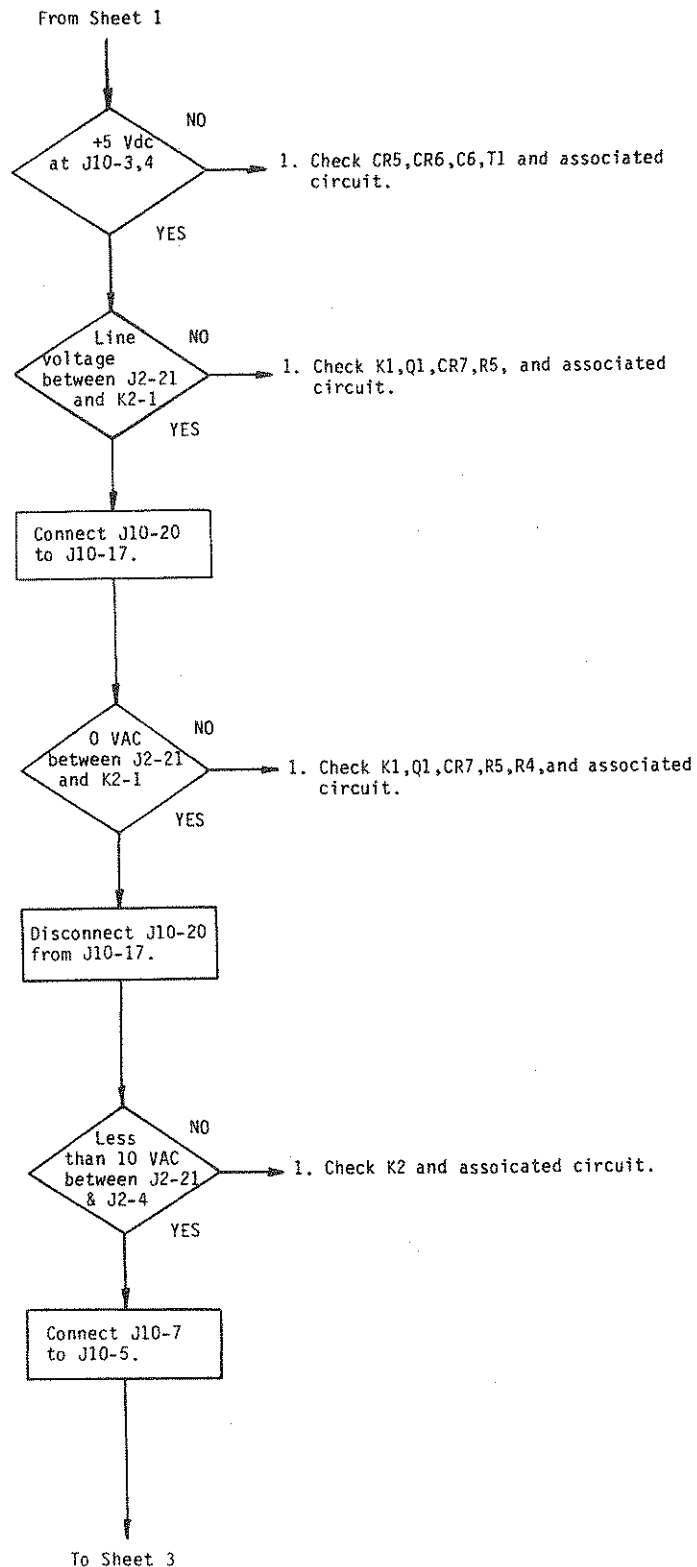 From Sheet 1
NO
+5 Vdc
at J10-3,4
1. Check CR5,CR6,C6,T1 and associated
circuit.
YES
Line
voltage
between J2-21
and K2-1
NO
1. Check K1,Q1,CR7,R5, and associated
circuit.
YES
Connect J10-20
to J10-17.
NO
0 VAC
between J2-21
and K2-1
1. Check K1,Q1,CR7,R5,R4,and associated
circuit.
YES
Disconnect J10-20
from J10-17.
NO
Less
than 10 VAC
between J2-21
& J2-4
1. Check K2 and assoicated circuit.
YES
Connect J10-7
to J10-5.
To Sheet 3